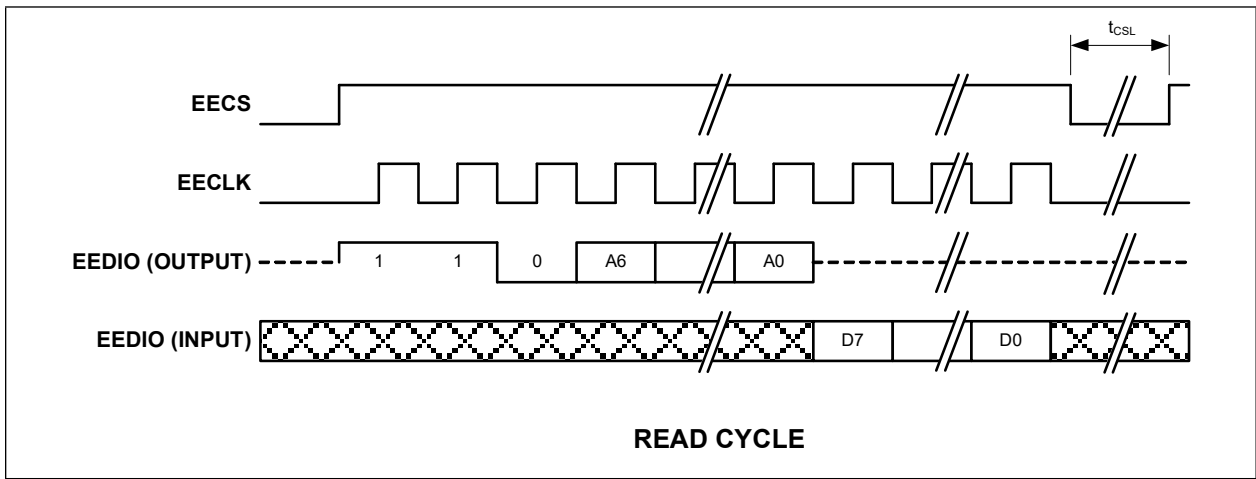 tCSL
EECS
EECLK
EEDIO (OUTPUT) 1 1 0 A6 A0
EEDIO (INPUT) D7 D0
READ CYCLE